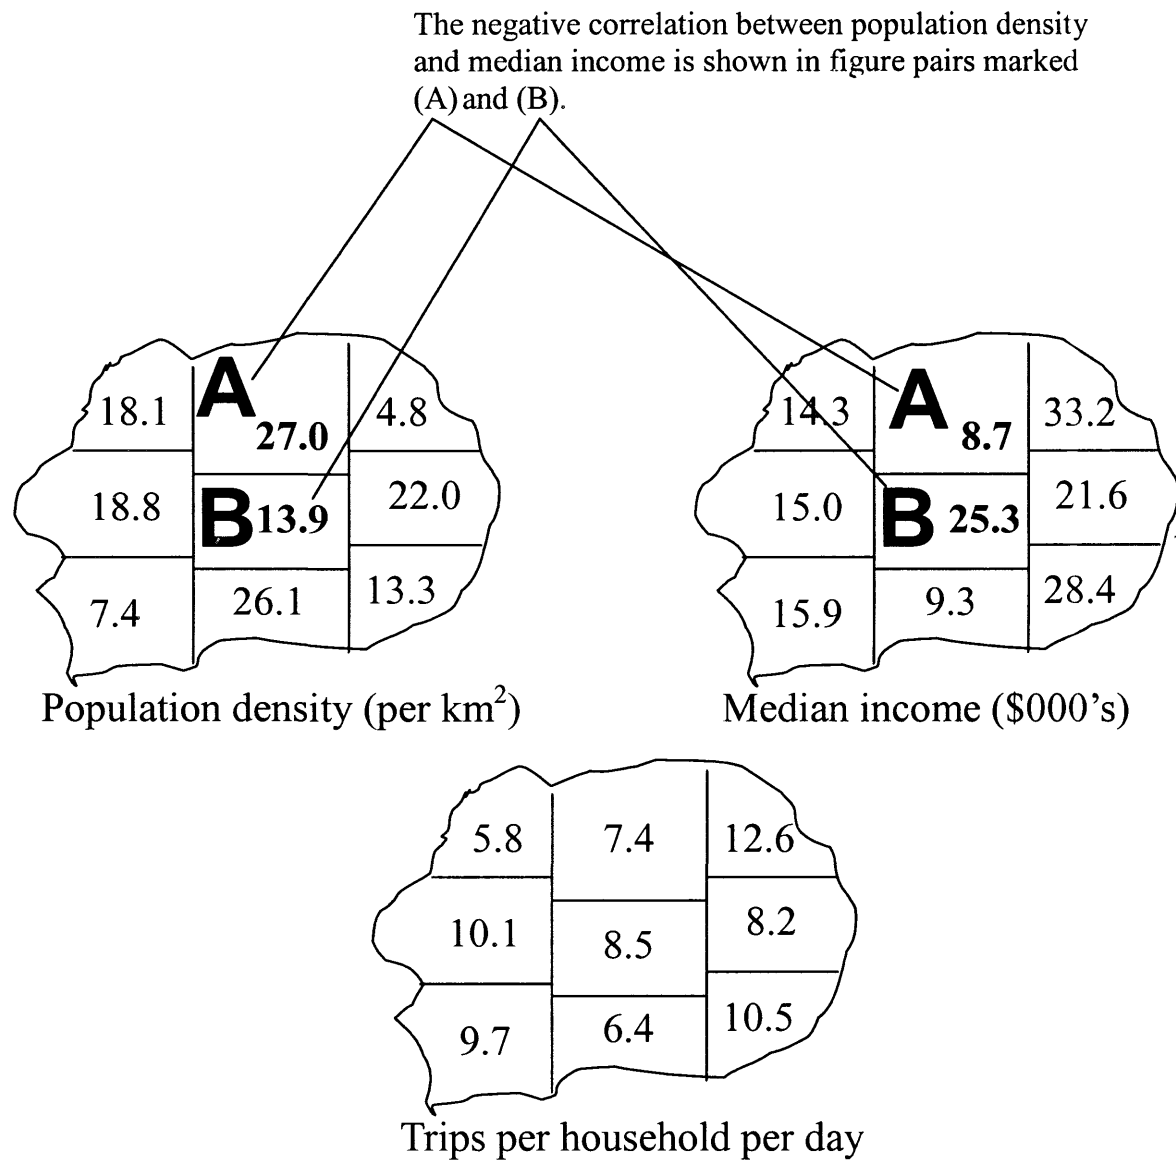 The negative correlation between population density
and median income is shown in figure pairs marked
(A) and (B).
18.1 A 27.0 4.8
18.8 B 13.9 22.0
7.4 26.1 13.3
Population density (per km²)
14.3 A 8.7 33.2
15.0 B 25.3 21.6
15.9 9.3 28.4
Median income ($000's)
5.8 7.4 12.6
10.1 8.5 8.2
9.7 6.4 10.5
Trips per household per day